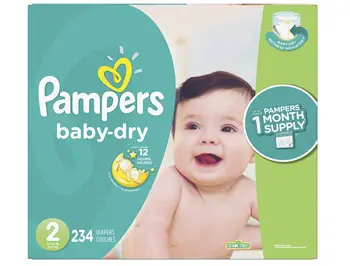 Pampers
baby-dry
12
2
234 DIAPERS
COUCHES
PAMPERS
1 MONTH
SUPPLY